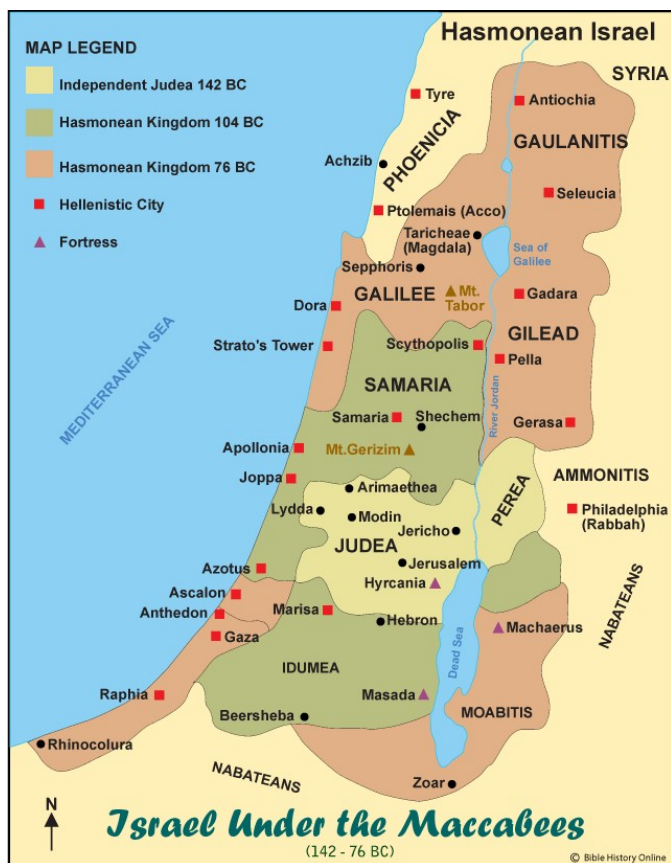 Hasmonean Israel
MAP LEGEND
Independent Judea 142 BC
Hasmonean Kingdom 104 BC
Hasmonean Kingdom 76 BC
Hellenistic City
Fortress
SYRIA
Tyre
Antiochia
PHOENICIA
GAULANITIS
Achzib
Seleucia
Ptolemais (Acco)
Taricheae
(Magdala)
Sea of
Galilee
Sepphoris
GALILEE
Mt.
Tabor
Gadara
Dora
GILEAD
Strato's Tower
Scythopolis
Pella
MEDITERRANEAN SEA
SAMARIA
River Jordan
Samaria
Shechem
Gerasa
Apollonia
Mt.Gerizim
Joppa
Arimaethea
AMMONITIS
PEREA
Lydda
Modin
Philadelphia
(Rabbah)
Jericho
JUDEA
Jerusalem
Azotus
Hyrcania
Ascalon
NABATEANS
Anthedon
Marisa
Hebron
Machaerus
Gaza
Dead Sea
IDUMEA
Raphia
Masada
MOABITIS
Beersheba
Rhinocolura
NABATEANS
Zoar
N
Israel Under the Maccabees
(142 - 76 BC)
© Bible History Online